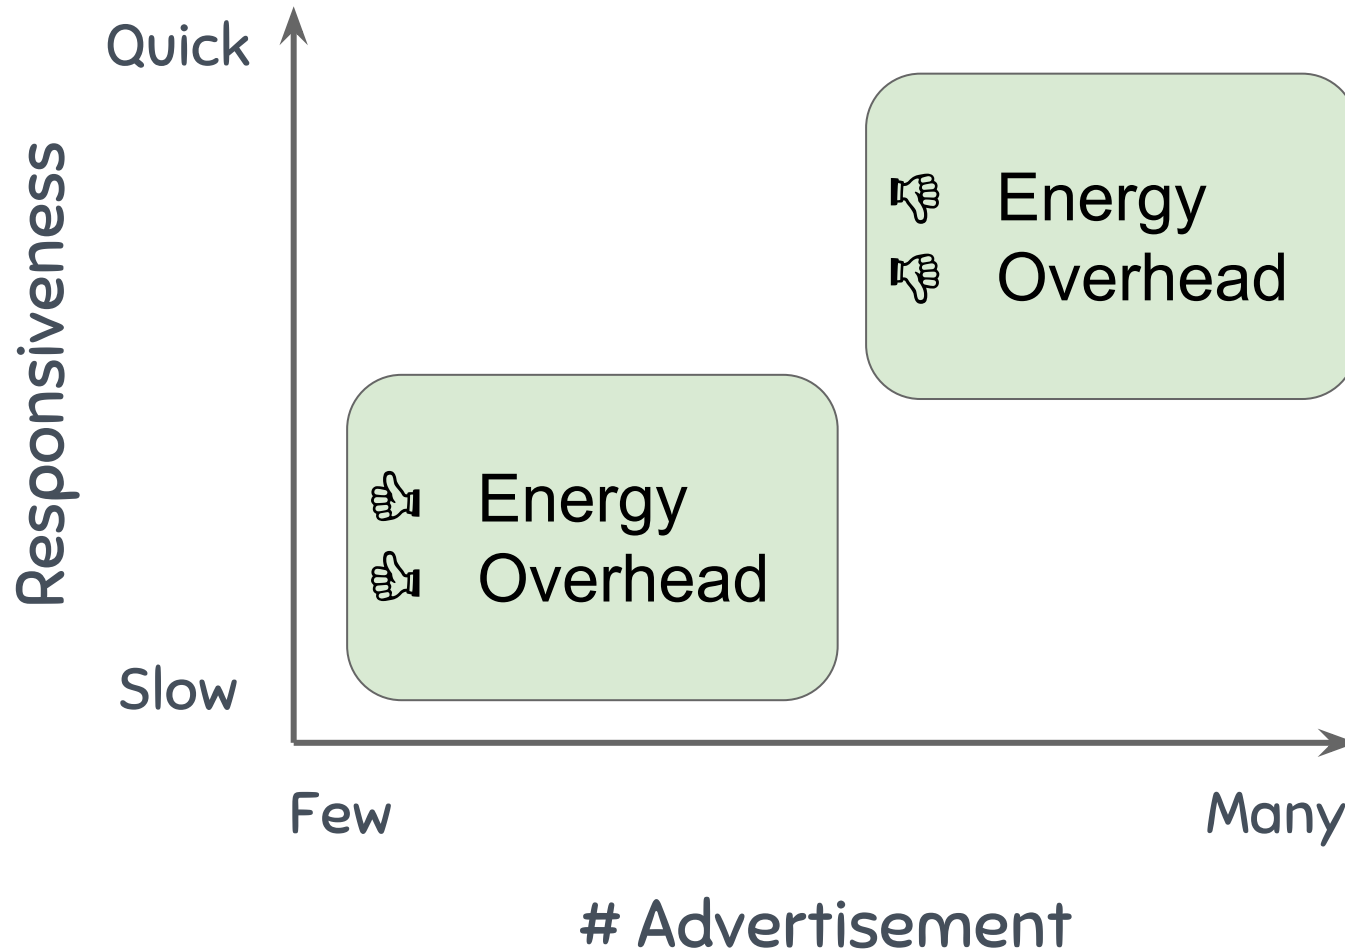 Quick
Responsiveness
Slow
👎 Energy
👎 Overhead
👍 Energy
👍 Overhead
Few
Many
# Advertisement